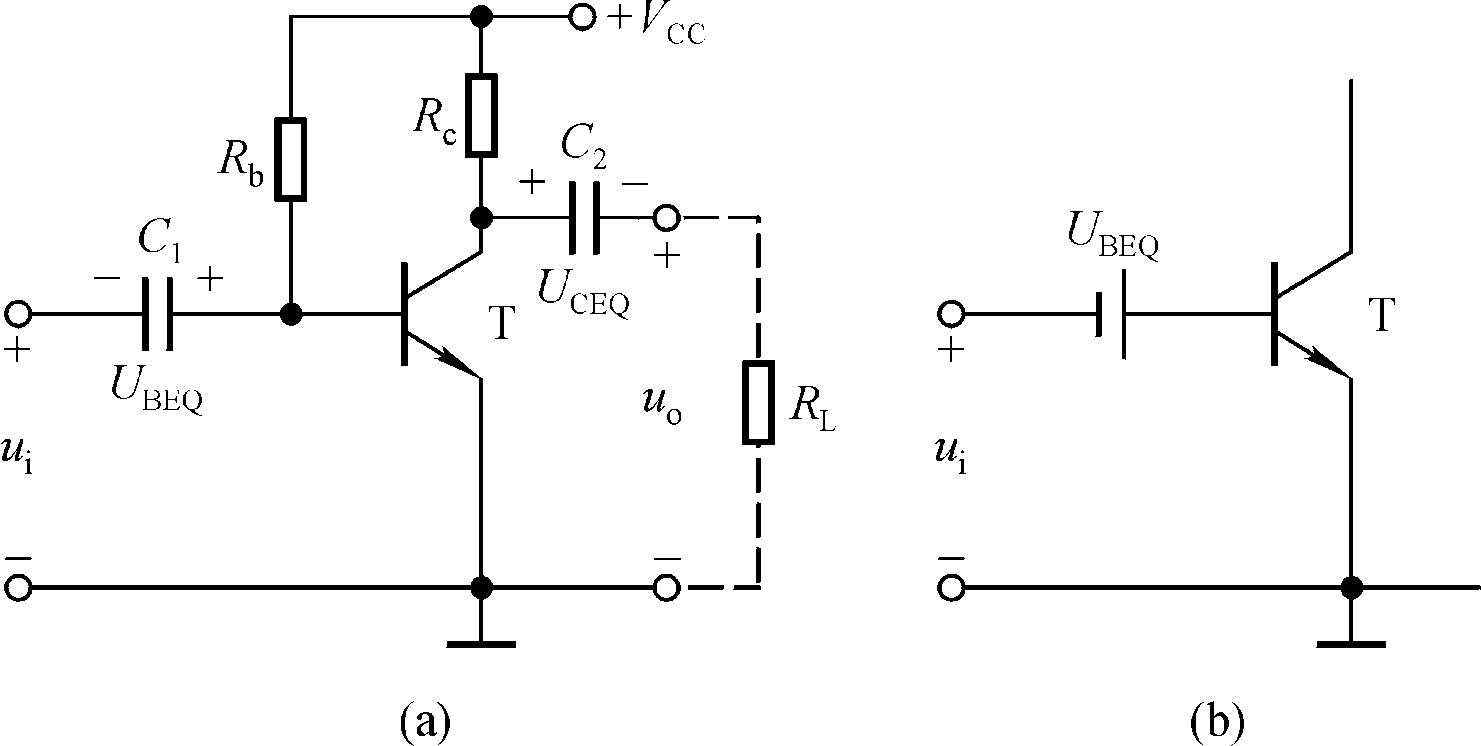 +V_CC
R_b
R_c
C_2
+ −
C_1
− +
U_CEQ
+
T
+
U_BEQ
u_i
u_o
R_L
−
−
(a)
U_BEQ
T
+
u_i
−
(b)